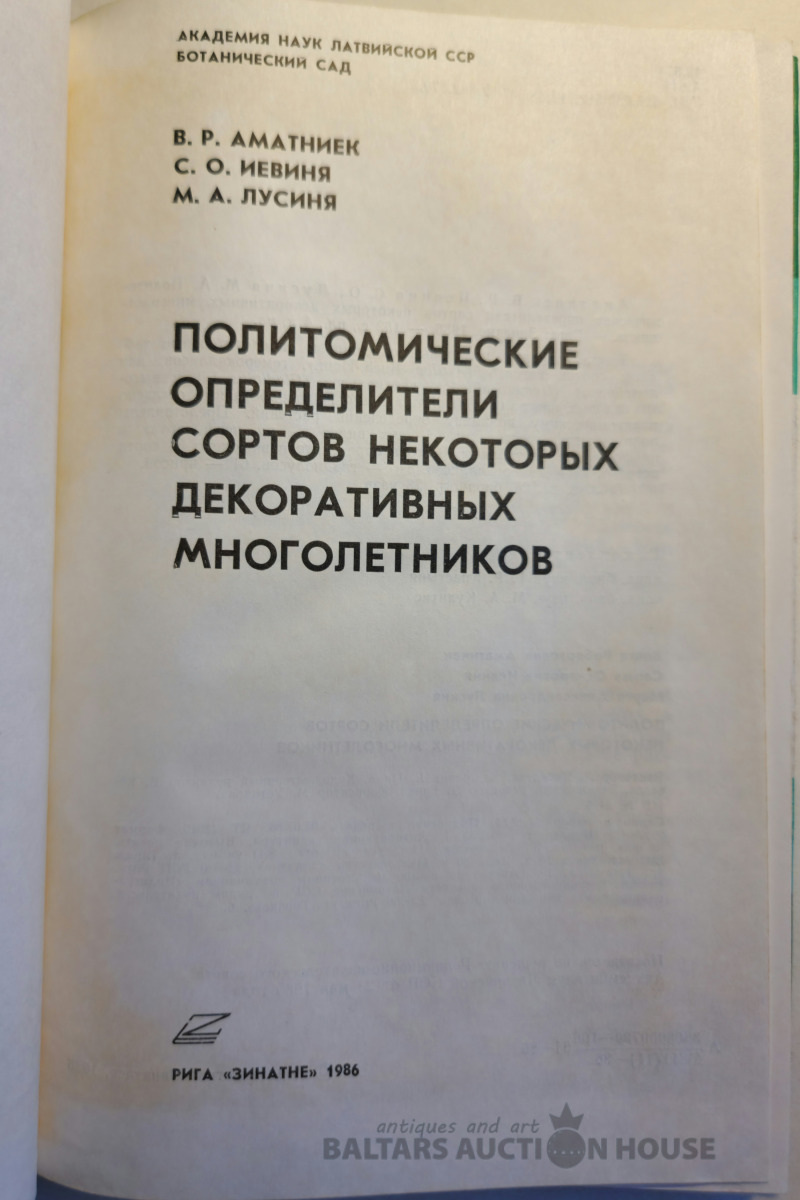 АКАДЕМИЯ НАУК ЛАТВИЙСКОЙ ССР
БОТАНИЧЕСКИЙ САД
В. Р. АМАТНИЕК
С. О. ИЕВИНЯ
М. А. ЛУСИНЯ
ПОЛИТОМИЧЕСКИЕ
ОПРЕДЕЛИТЕЛИ
СОРТОВ НЕКОТОРЫХ
ДЕКОРАТИВНЫХ
МНОГОЛЕТНИКОВ
РИГА «ЗИНАТНЕ» 1986
antiques and art
BALTARS AUCTION HOUSE